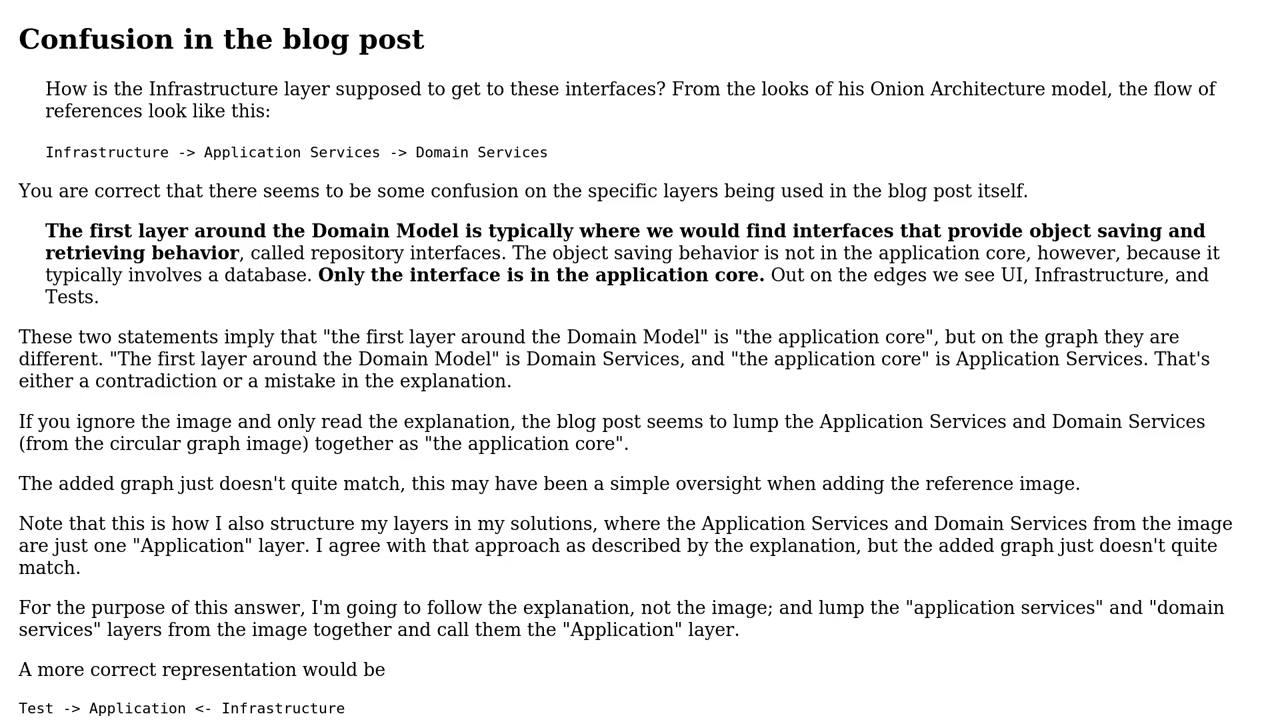 Confusion in the blog post
How is the Infrastructure layer supposed to get to these interfaces? From the looks of his Onion Architecture model, the flow of
references look like this:
Infrastructure -> Application Services -> Domain Services
You are correct that there seems to be some confusion on the specific layers being used in the blog post itself.
The first layer around the Domain Model is typically where we would find interfaces that provide object saving and
retrieving behavior, called repository interfaces. The object saving behavior is not in the application core, however, because it
typically involves a database. Only the interface is in the application core. Out on the edges we see UI, Infrastructure, and
Tests.
These two statements imply that "the first layer around the Domain Model" is "the application core", but on the graph they are
different. "The first layer around the Domain Model" is Domain Services, and "the application core" is Application Services. That's
either a contradiction or a mistake in the explanation.
If you ignore the image and only read the explanation, the blog post seems to lump the Application Services and Domain Services
(from the circular graph image) together as "the application core".
The added graph just doesn't quite match, this may have been a simple oversight when adding the reference image.
Note that this is how I also structure my layers in my solutions, where the Application Services and Domain Services from the image
are just one "Application" layer. I agree with that approach as described by the explanation, but the added graph just doesn't quite
match.
For the purpose of this answer, I'm going to follow the explanation, not the image; and lump the "application services" and "domain
services" layers from the image together and call them the "Application" layer.
A more correct representation would be
Test -> Application <- Infrastructure